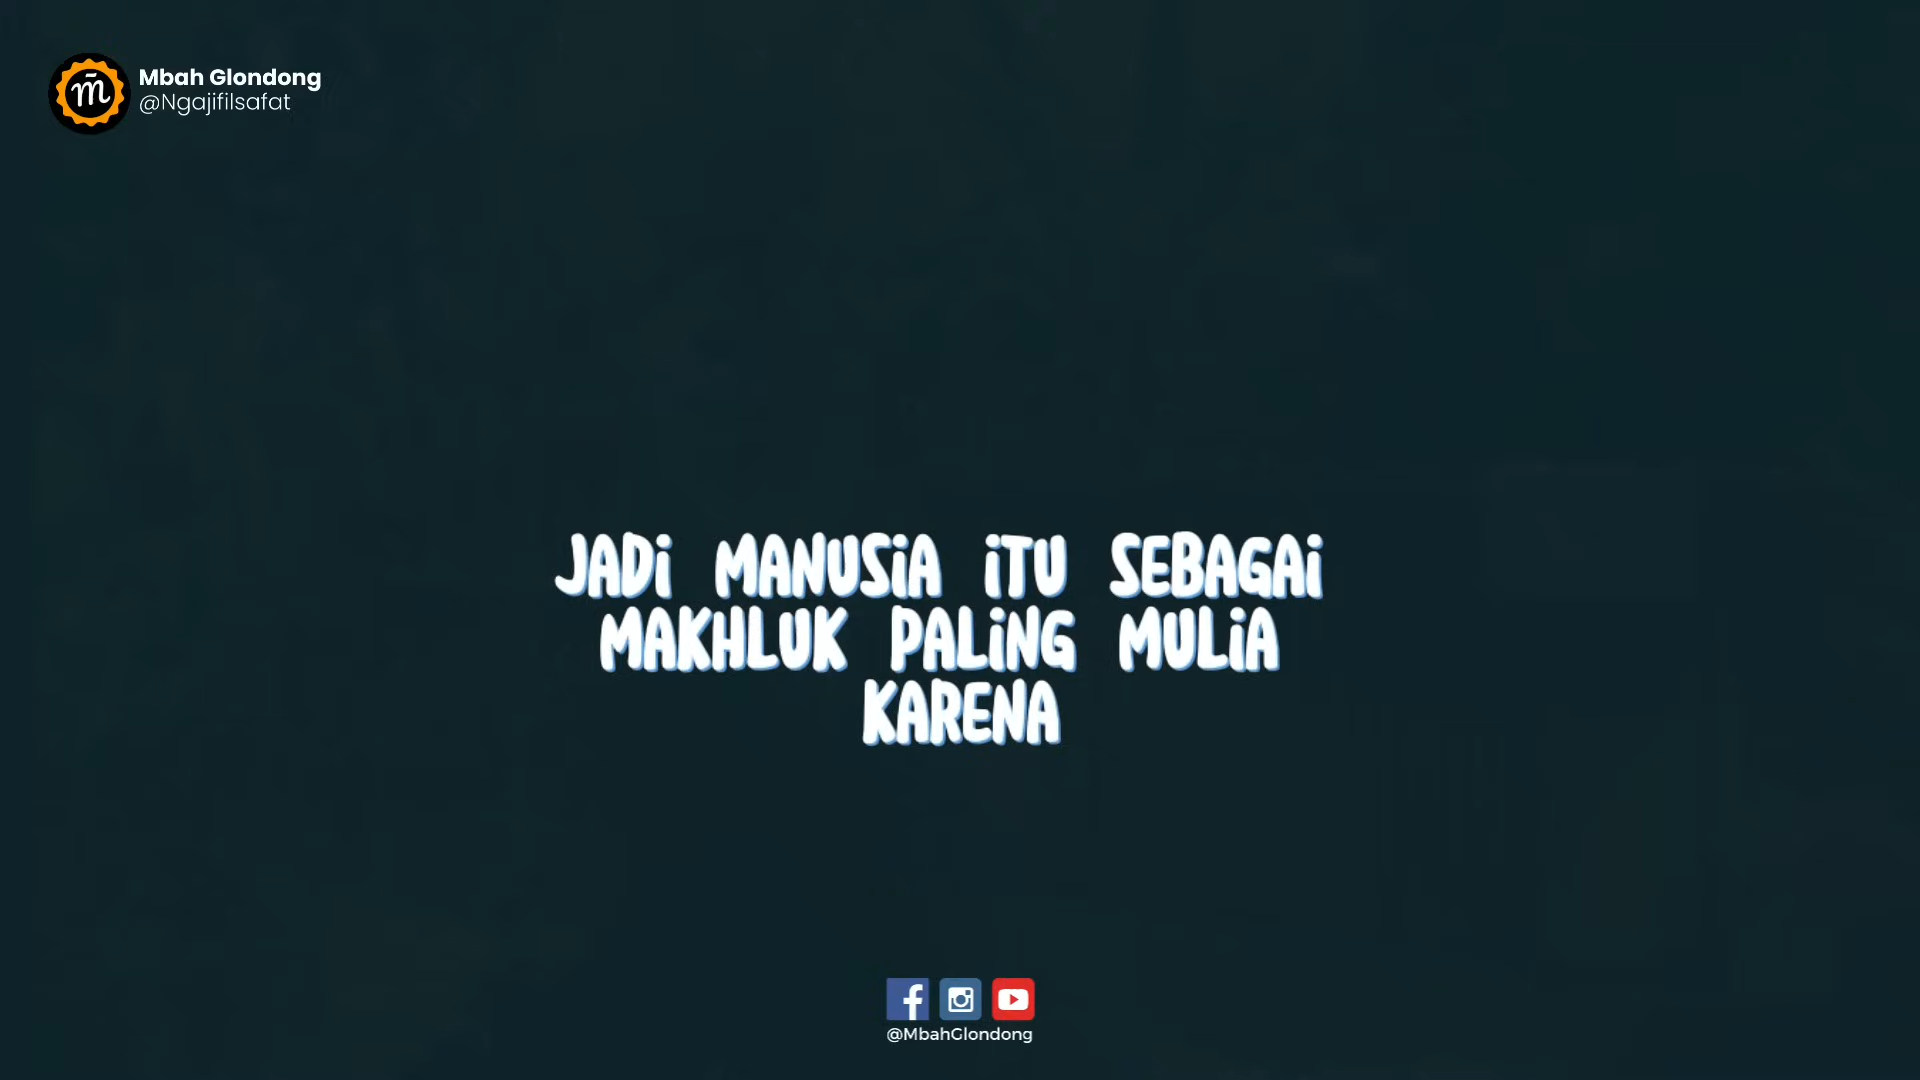 Mbah Glondong
@Ngajifilsafat
JADI MANUSIA ITU SEBAGAI
MAKHLUK PALING MULIA
KARENA
@MbahGlondong